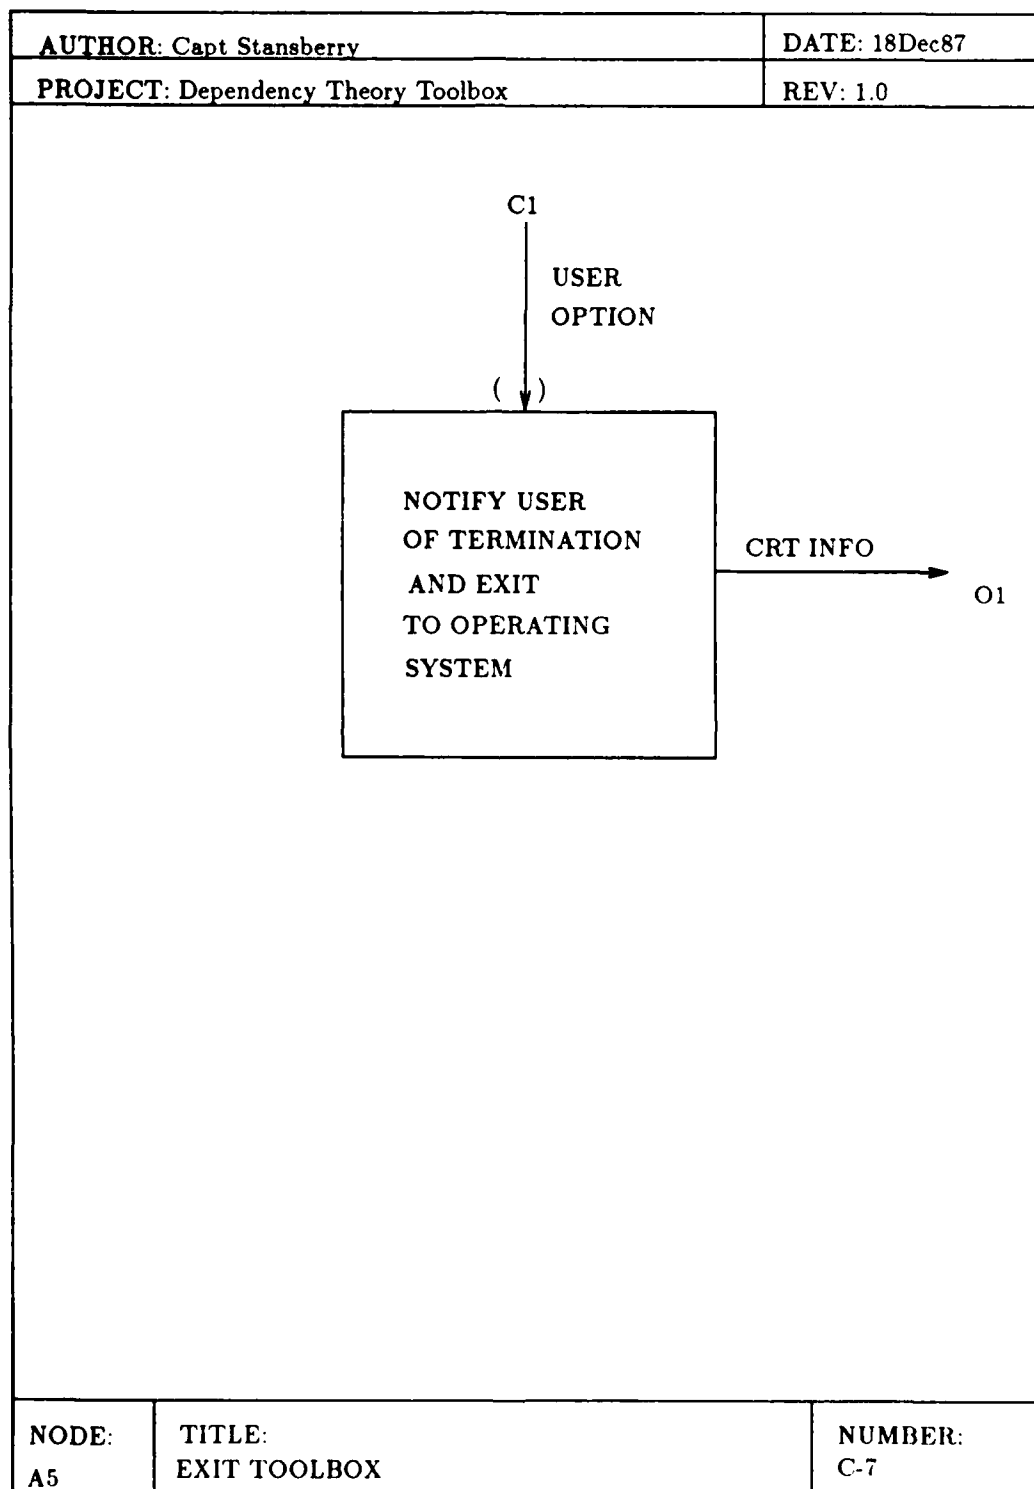 AUTHOR: Capt Stansberry
DATE: 18Dec87
PROJECT: Dependency Theory Toolbox
REV: 1.0
C1
USER
OPTION
( )
NOTIFY USER
OF TERMINATION
AND EXIT
TO OPERATING
SYSTEM
CRT INFO
O1
NODE:
A5
TITLE:
EXIT TOOLBOX
NUMBER:
C-7